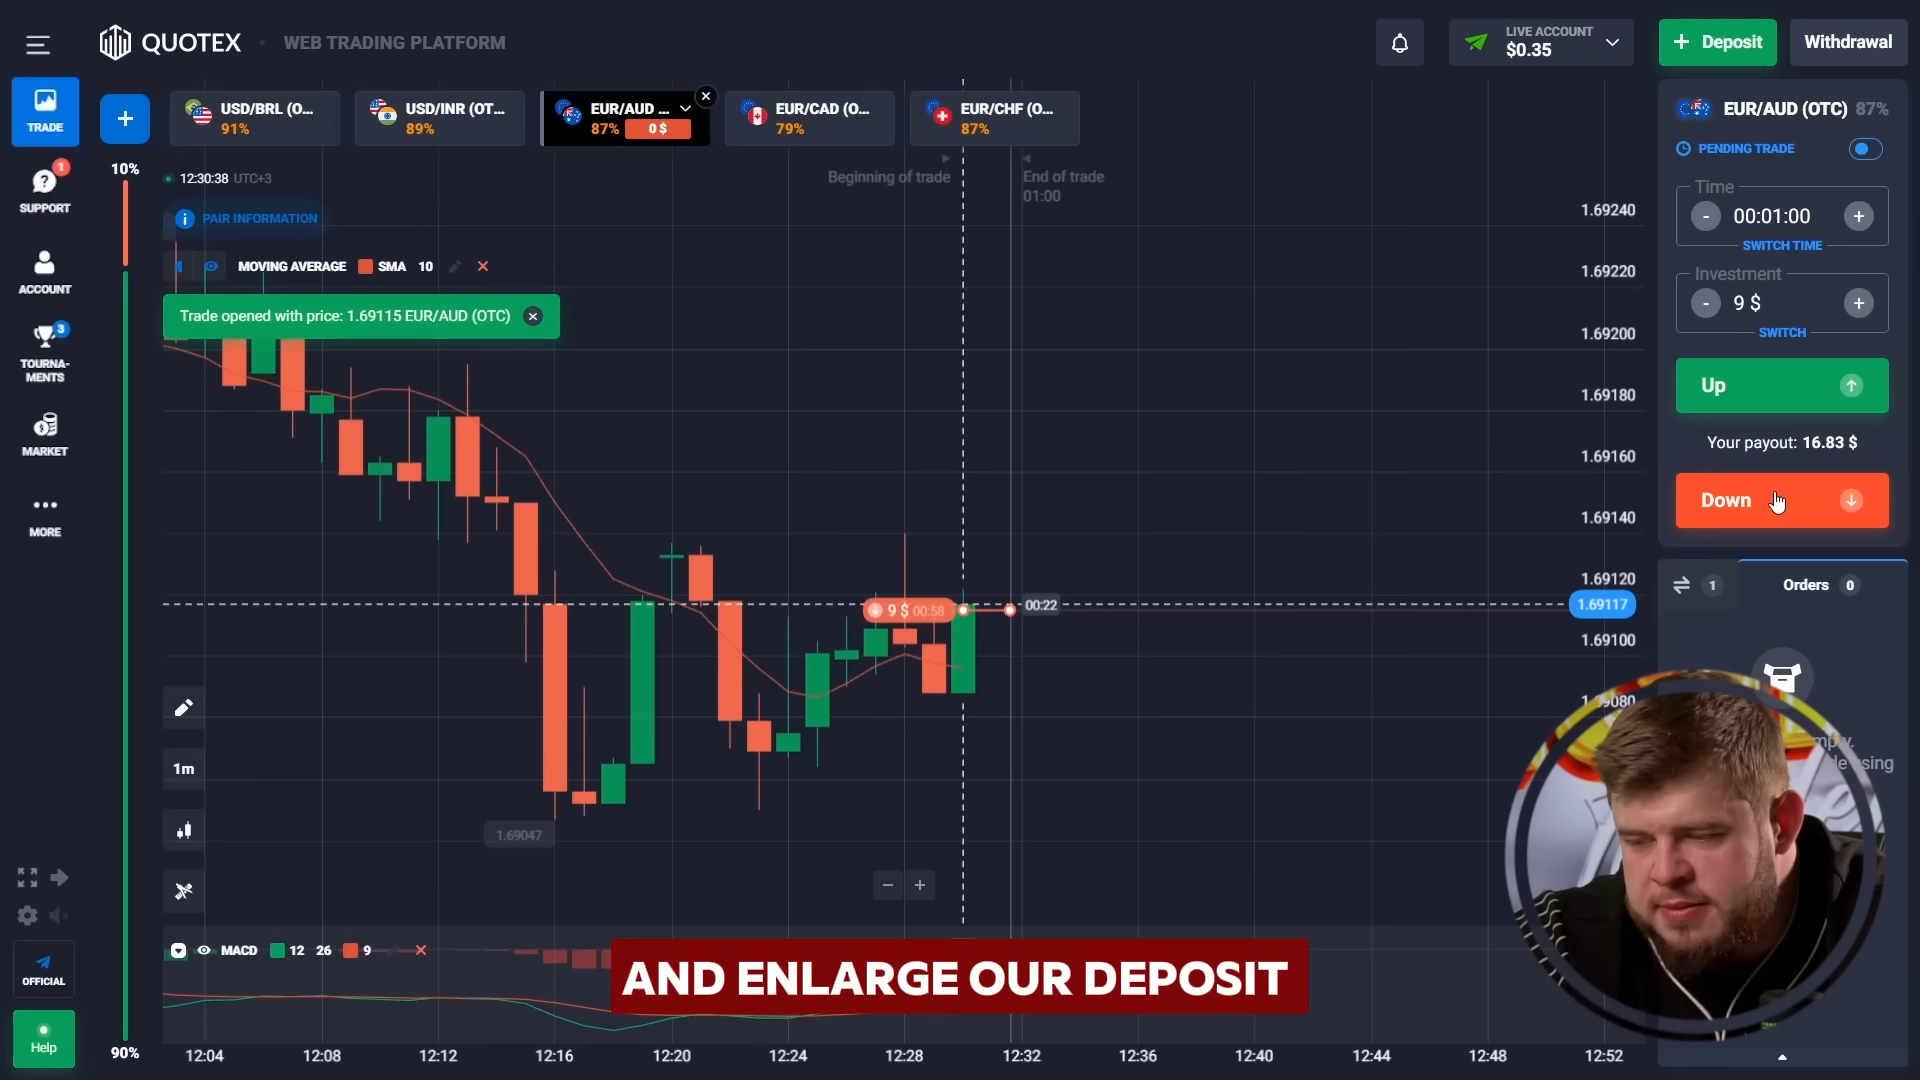 QUOTEX
WEB TRADING PLATFORM
LIVE ACCOUNT
$0.35
+ Deposit
Withdrawal
TRADE
1
SUPPORT
ACCOUNT
3
TOURNA-
MENTS
MARKET
MORE
OFFICIAL
Help
+
USD/BRL (O...
91%
USD/INR (OT...
89%
EUR/AUD ...
87% 0 $
EUR/CAD (O...
79%
EUR/CHF (O...
87%
10%
90%
12:30:38 UTC+3
PAIR INFORMATION
MOVING AVERAGE SMA 10
Trade opened with price: 1.69115 EUR/AUD (OTC)
Beginning of trade
End of trade
01:00
1.69240
1.69220
1.69200
1.69180
1.69160
1.69140
1.69120
1.69117
1.69100
9 $ 00:58
00:22
1.69047
1m
MACD 12 26 9
AND ENLARGE OUR DEPOSIT
12:04 12:08 12:12 12:16 12:20 12:24 12:28 12:32 12:36 12:40 12:44 12:48 12:52
EUR/AUD (OTC) 87%
PENDING TRADE
Time
- 00:01:00 +
SWITCH TIME
Investment
- 9 $ +
SWITCH
Up
Your payout: 16.83 $
Down
1
Orders 0